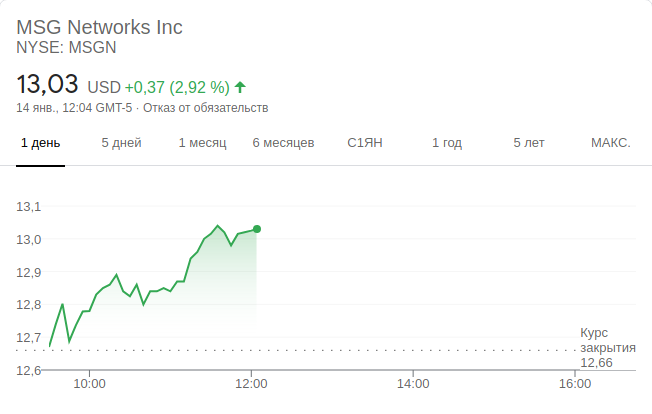 MSG Networks Inc
NYSE: MSGN
13,03 USD +0,37 (2,92 %)
14 янв., 12:04 GMT-5 · Отказ от обязательств
1 день 5 дней 1 месяц 6 месяцев С1ЯН 1 год 5 лет МАКС.
13,1
13,0
12,9
12,8
12,7
12,6
Курс
закрытия
12,66
10:00 12:00 14:00 16:00